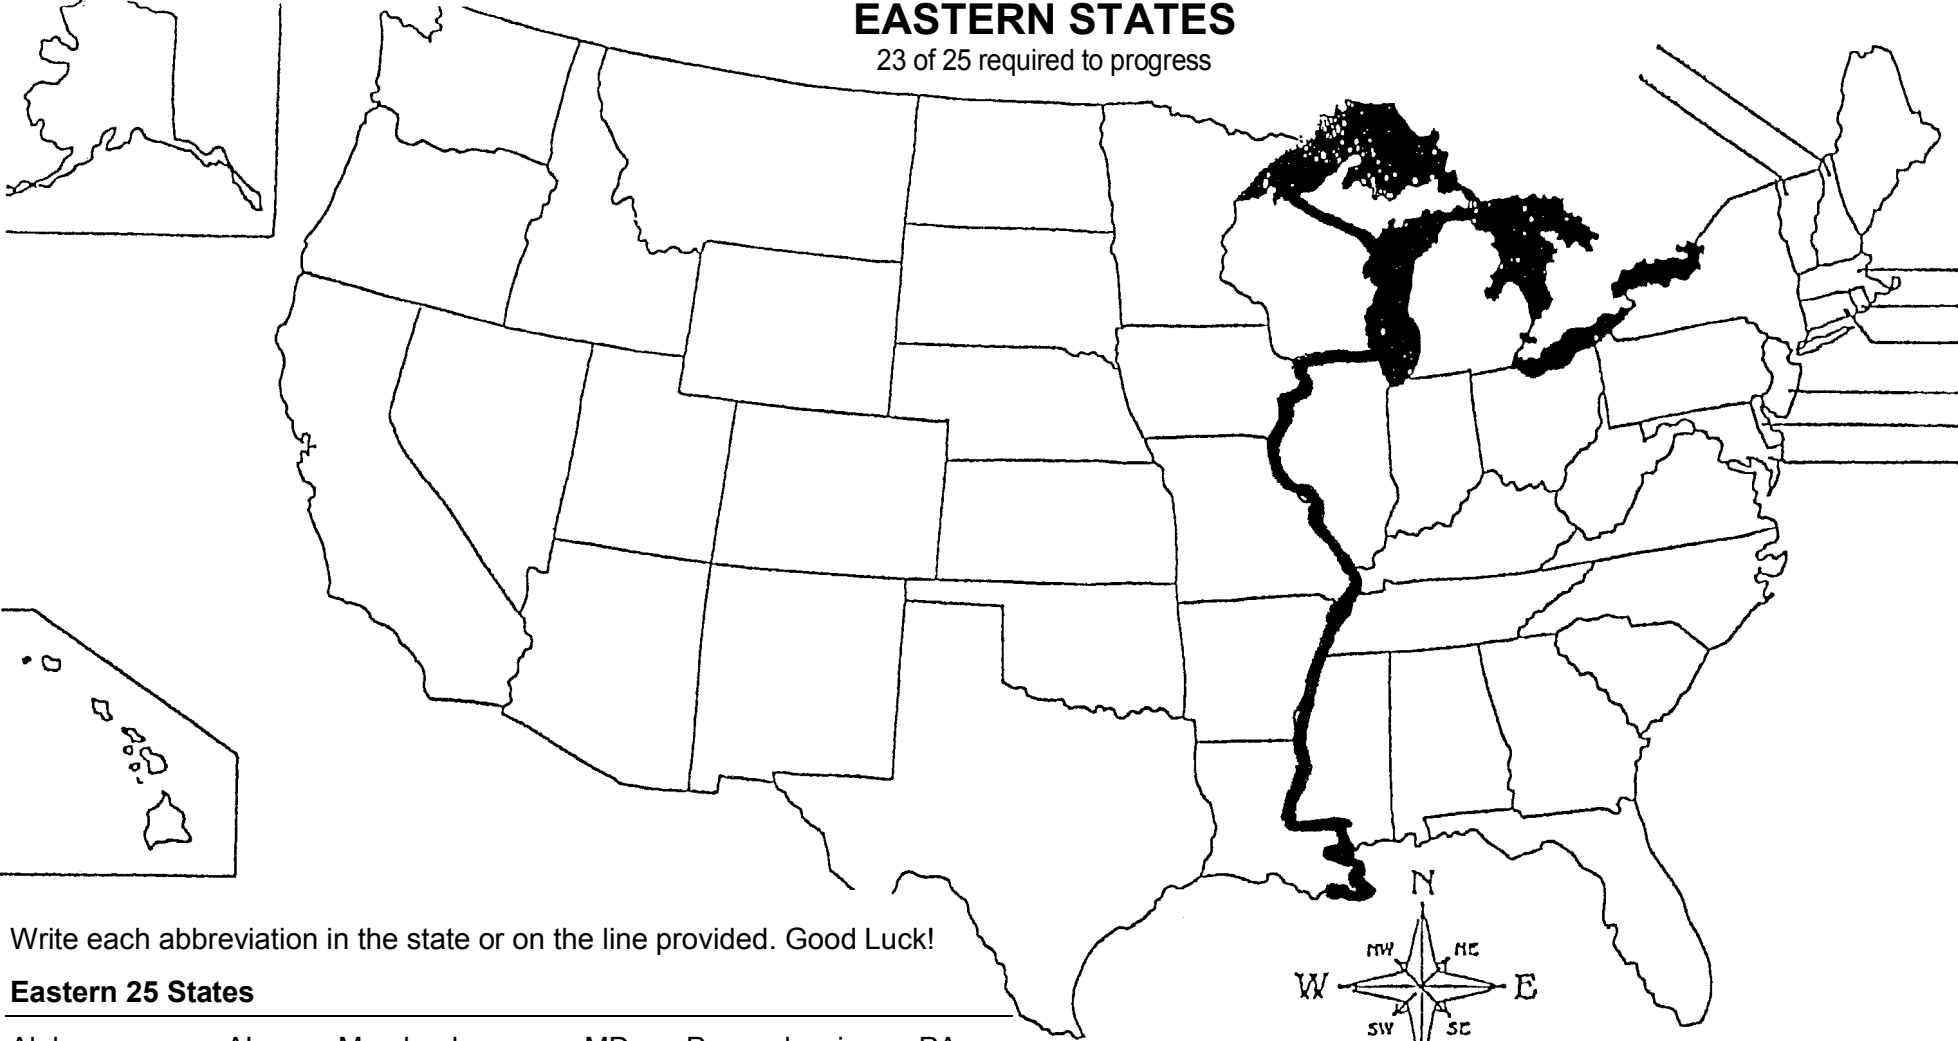 EASTERN STATES
23 of 25 required to progress
N
NW NE
W E
SW SE
Write each abbreviation in the state or on the line provided. Good Luck!
Eastern 25 States